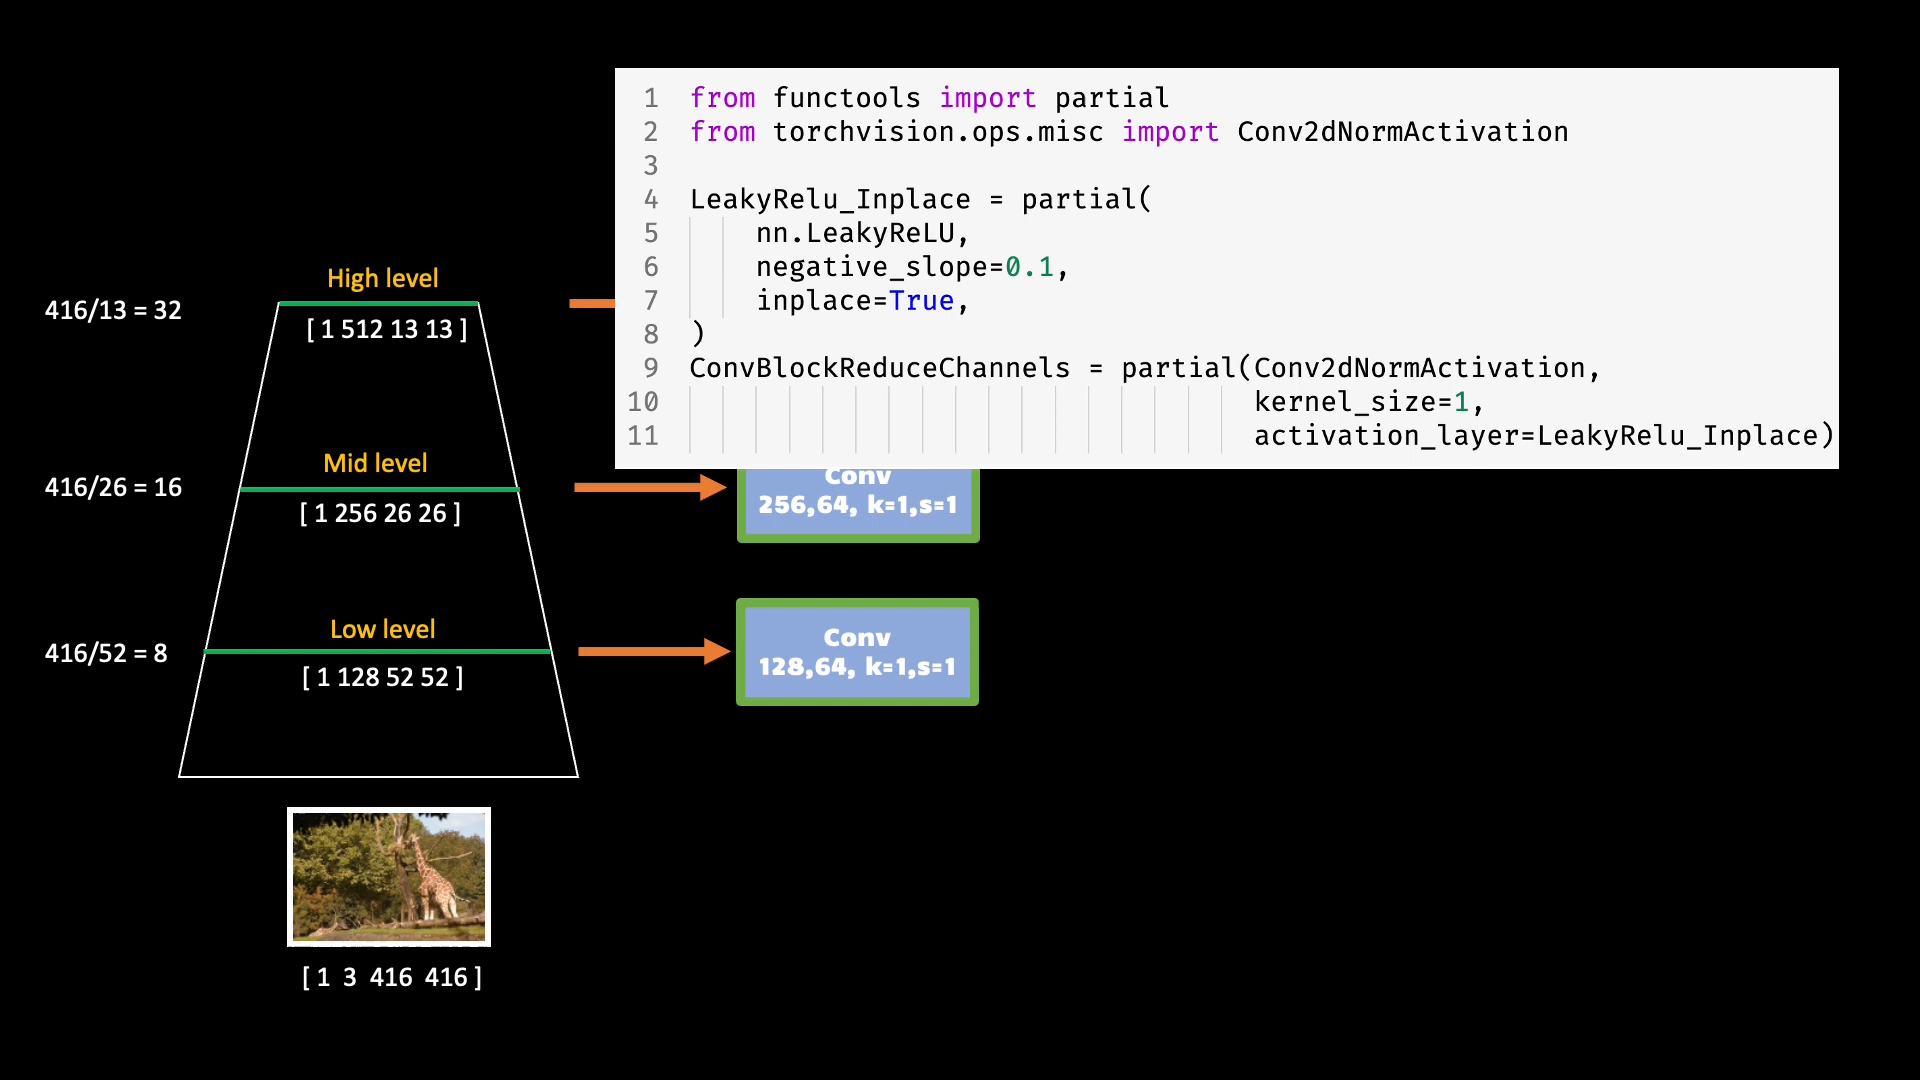 1 from functools import partial
2 from torchvision.ops.misc import Conv2dNormActivation
3
4 LeakyRelu_Inplace = partial(
5 nn.LeakyReLU,
6 negative_slope=0.1,
7 inplace=True,
8 )
9 ConvBlockReduceChannels = partial(Conv2dNormActivation,
10 kernel_size=1,
11 activation_layer=LeakyRelu_Inplace)
High level
416/13 = 32
[ 1 512 13 13 ]
Mid level
416/26 = 16
[ 1 256 26 26 ]
Conv
256,64, k=1,s=1
Low level
416/52 = 8
[ 1 128 52 52 ]
Conv
128,64, k=1,s=1
[ 1 3 416 416 ]